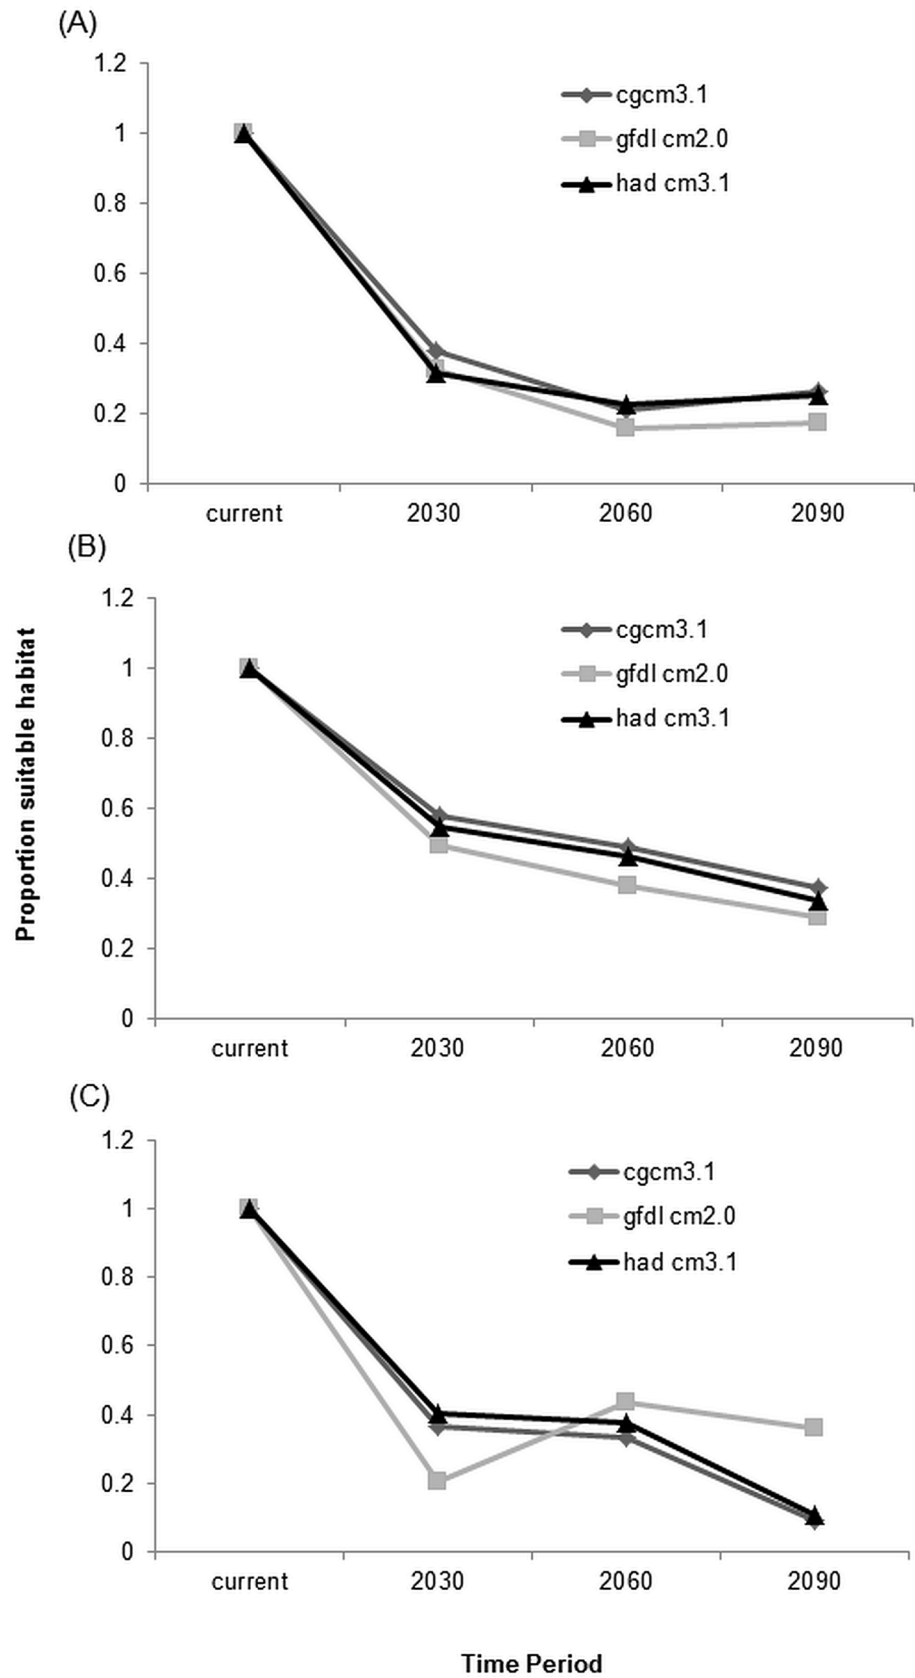 (A)
1.2
1
0.8
0.6
0.4
0.2
0
cgcm3.1
gfdl cm2.0
had cm3.1
current 2030 2060 2090
(B)
1.2
1
0.8
0.6
0.4
0.2
0
cgcm3.1
gfdl cm2.0
had cm3.1
current 2030 2060 2090
Proportion suitable habitat
(C)
1.2
1
0.8
0.6
0.4
0.2
0
cgcm3.1
gfdl cm2.0
had cm3.1
current 2030 2060 2090
Time Period